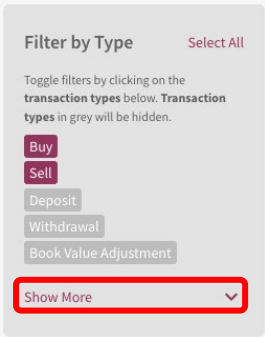 Filter by Type
Select All
Toggle filters by clicking on the
transaction types below. Transaction
types in grey will be hidden.
Buy
Sell
Deposit
Withdrawal
Book Value Adjustment
Show More